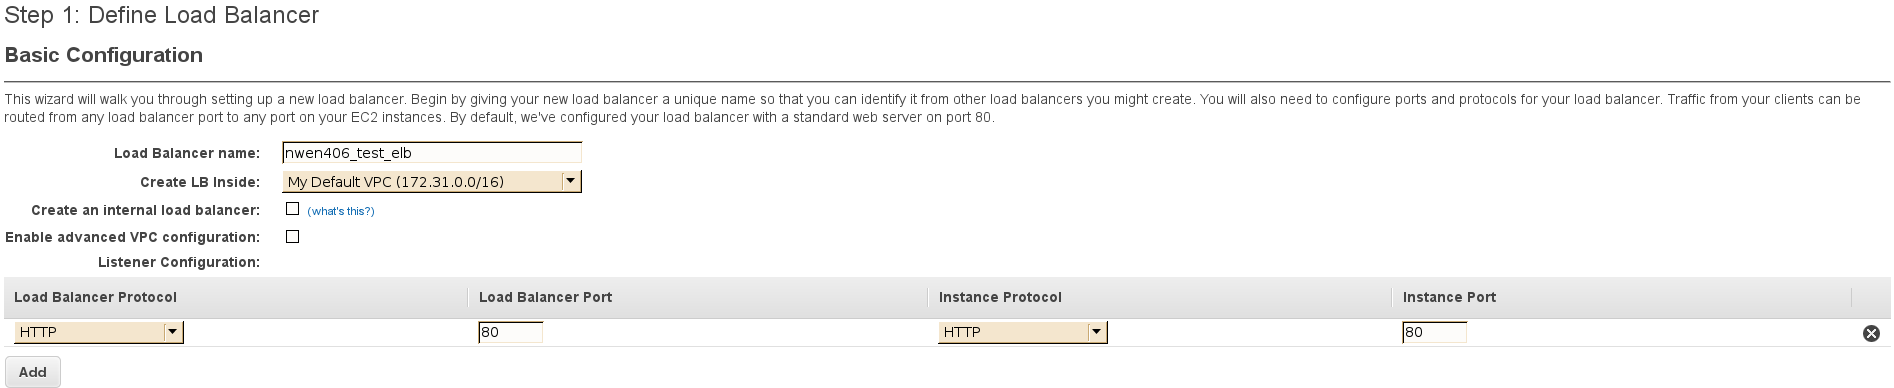 Step 1: Define Load Balancer
Basic Configuration
This wizard will walk you through setting up a new load balancer. Begin by giving your new load balancer a unique name so that you can identify it from other load balancers you might create. You will also need to configure ports and protocols for your load balancer. Traffic from your clients can be
routed from any load balancer port to any port on your EC2 instances. By default, we've configured your load balancer with a standard web server on port 80.
Load Balancer name: nwen406_test_elb
Create LB Inside: My Default VPC (172.31.0.0/16)
Create an internal load balancer: (what's this?)
Enable advanced VPC configuration:
Listener Configuration:
Load Balancer Protocol Load Balancer Port Instance Protocol Instance Port
HTTP 80 HTTP 80
Add